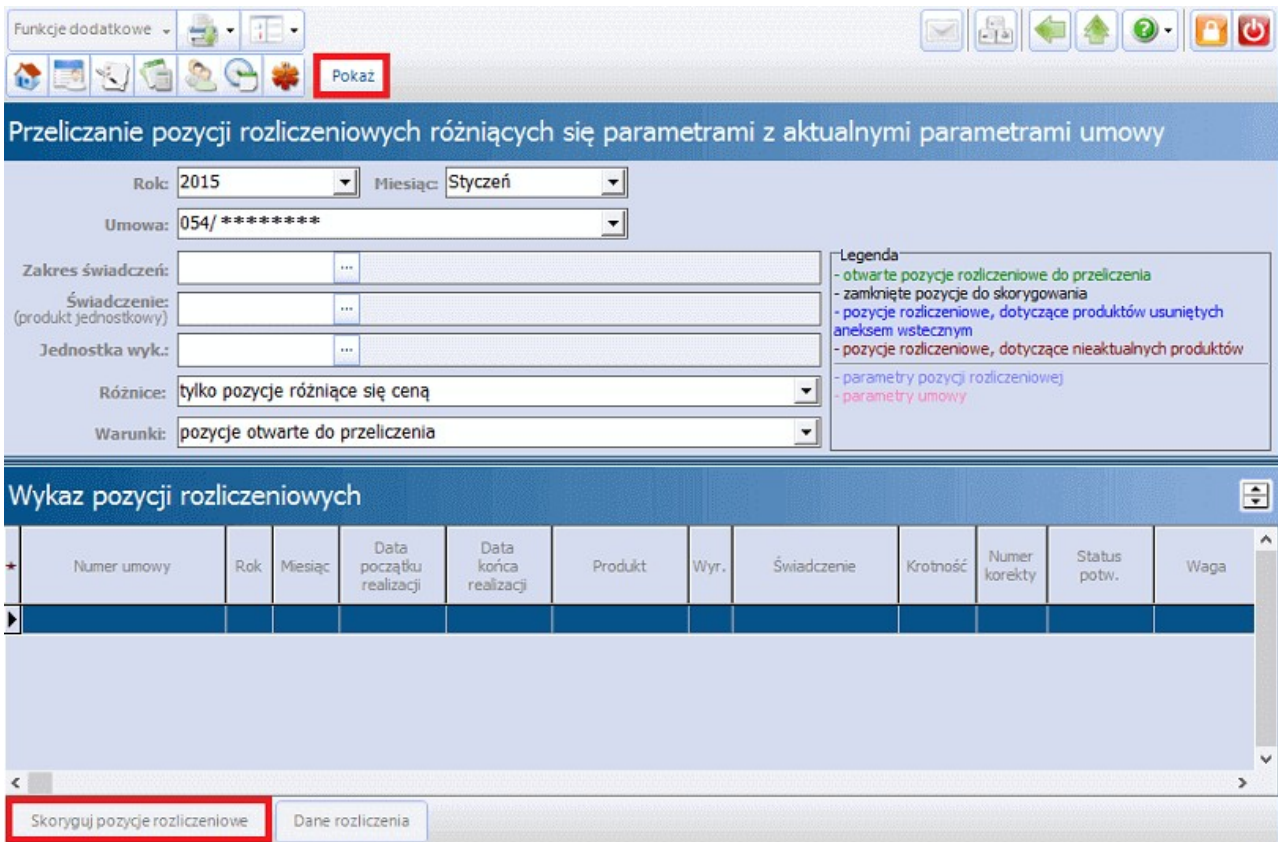 Funkcje dodatkowe
Pokaż
Przeliczanie pozycji rozliczeniowych różniących się parametrami z aktualnymi parametrami umowy
Rok: 2015 Miesiąc: Styczeń
Umowa: 054/ ********
Zakres świadczeń: ...
Świadczenie: ...
(produkt jednostkowy)
Jednostka wyk.: ...
Różnice: tylko pozycje różniące się ceną
Warunki: pozycje otwarte do przeliczenia
Legenda
- otwarte pozycje rozliczeniowe do przeliczenia
- zamknięte pozycje do skorygowania
- pozycje rozliczeniowe, dotyczące produktów usuniętych
aneksem wstecznym
- pozycje rozliczeniowe, dotyczące nieaktualnych produktów
- parametry pozycji rozliczeniowej
- parametry umowy
Wykaz pozycji rozliczeniowych
* Numer umowy Rok Miesiąc Data początku realizacji Data końca realizacji Produkt Wyr. Świadczenie Krotność Numer korekty Status potw. Waga
Skoryguj pozycje rozliczeniowe Dane rozliczenia